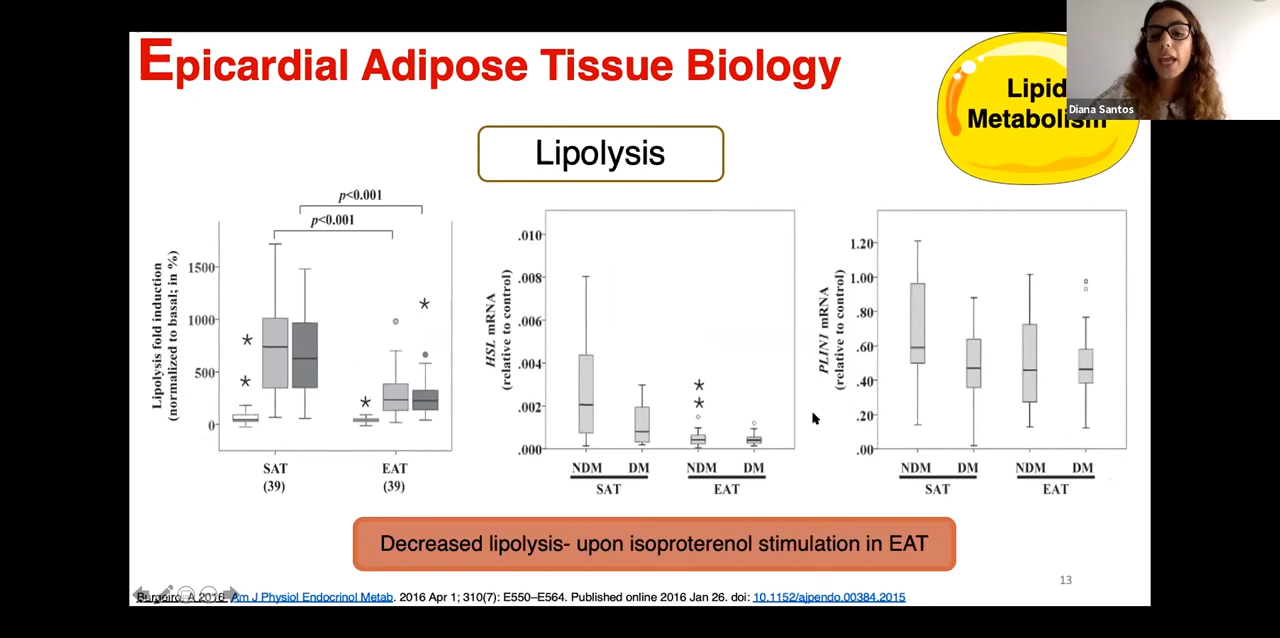 Epicardial Adipose Tissue Biology
Lipid
Metabolism
Diana Santos
Lipolysis
p<0.001
p<0.001
Lipolysis fold induction
(normalized to basal; in %)
1500
1000
500
0
SAT
(39)
EAT
(39)
HSL mRNA
(relative to control)
.010
.008
.006
.004
.002
.000
NDM DM NDM DM
SAT EAT
PLIN1 mRNA
(relative to control)
1.20
1.00
.80
.60
.40
.20
.00
NDM DM NDM DM
SAT EAT
Decreased lipolysis- upon isoproterenol stimulation in EAT
13
Burgeiro, A 2016 Am J Physiol Endocrinol Metab. 2016 Apr 1; 310(7): E550–E564. Published online 2016 Jan 26. doi: 10.1152/ajpendo.00384.2015